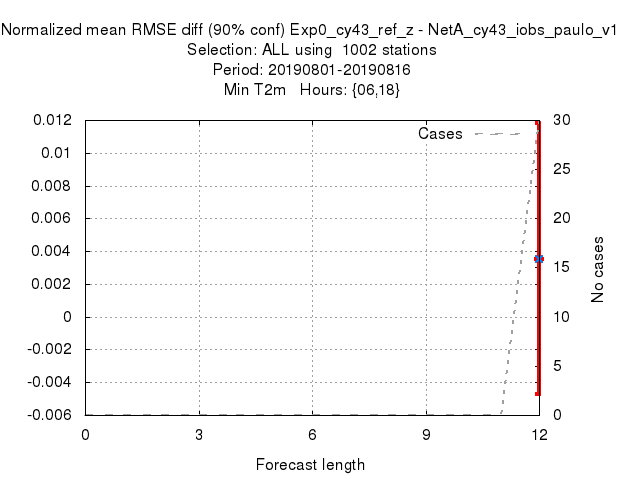 Normalized mean RMSE diff (90% conf) Exp0_cy43_ref_z - NetA_cy43_iobs_paulo_v1
Selection: ALL using  1002 stations
Period: 20190801-20190816
Min T2m   Hours: {06,18}
Cases
0.012
0.01
0.008
0.006
0.004
0.002
0
-0.002
-0.004
-0.006
30
25
20
15
10
5
0
No cases
0 3 6 9 12
Forecast length